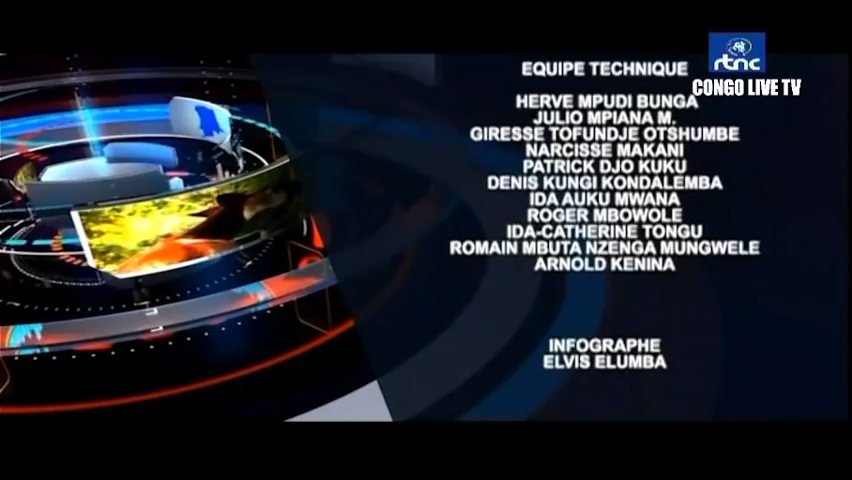 rtnc
CONGO LIVE TV
EQUIPE TECHNIQUE
HERVE MPUDI BUNGA
JULIO MPIANA M.
GIRESSE TOFUNDJE OTSHUMBE
NARCISSE MAKANI
PATRICK DJO KUKU
DENIS KUNGI KONDALEMBA
IDA AUKU MWANA
ROGER MBOWOLE
IDA-CATHERINE TONGU
ROMAIN MBUTA NZENGA MUNGWELE
ARNOLD KENINA
INFOGRAPHE
ELVIS ELUMBA